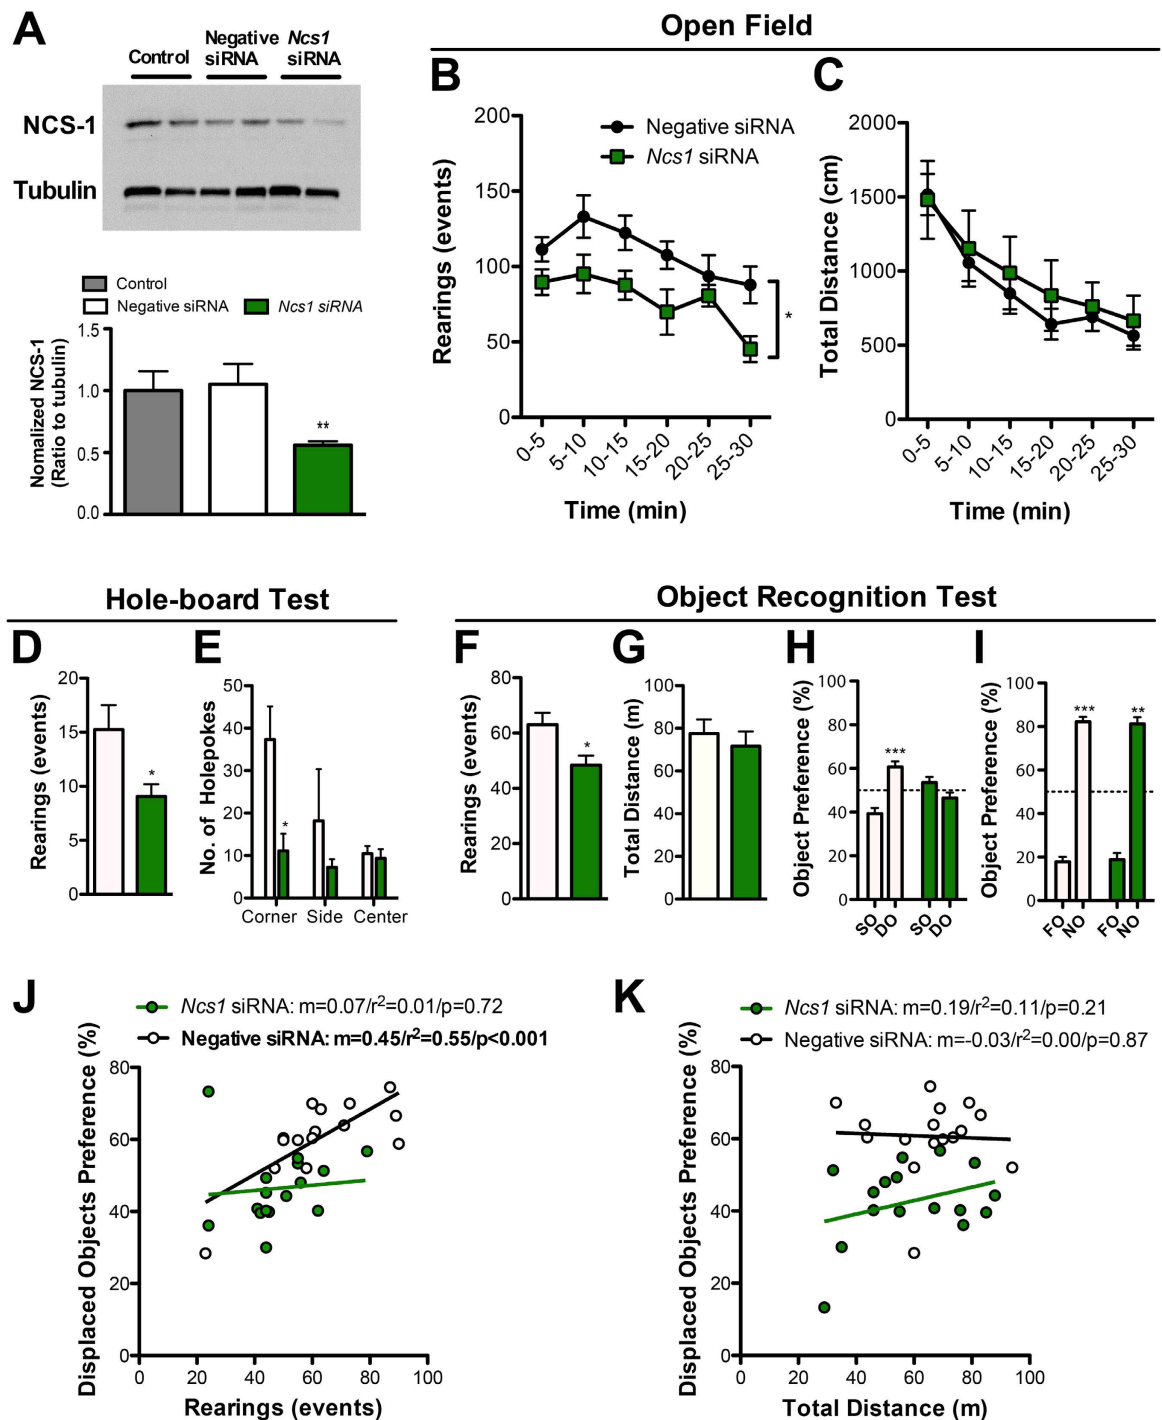 A
Control
Negative siRNA
Ncs1 siRNA
NCS-1
Tubulin
Control
Negative siRNA
Ncs1 siRNA
Nomalized NCS-1
(Ratio to tubulin)
1.5
1.0
0.5
0.0
**
Open Field
B
Rearings (events)
200
150
100
50
0
Negative siRNA
Ncs1 siRNA
*
0-5
5-10
10-15
15-20
20-25
25-30
Time (min)
C
Total Distance (cm)
2000
1500
1000
500
0
0-5
5-10
10-15
15-20
20-25
25-30
Time (min)
Hole-board Test
D
Rearings (events)
20
15
10
5
0
*
E
No. of Holepokes
50
40
30
20
10
0
*
Corner
Side
Center
Object Recognition Test
F
Rearings (events)
80
60
40
20
0
*
G
Total Distance (m)
100
80
60
40
20
0
H
Object Preference (%)
100
80
60
40
20
0
***
SO
DO
SO
DO
I
Object Preference (%)
100
80
60
40
20
0
***
**
FO
NO
FO
NO
J
Ncs1 siRNA: m=0.07/r²=0.01/p=0.72
Negative siRNA: m=0.45/r²=0.55/p<0.001
Displaced Objects Preference (%)
80
60
40
20
0
0
20
40
60
80
100
Rearings (events)
K
Ncs1 siRNA: m=0.19/r²=0.11/p=0.21
Negative siRNA: m=-0.03/r²=0.00/p=0.87
Displaced Objects Preference (%)
80
60
40
20
0
0
20
40
60
80
100
Total Distance (m)